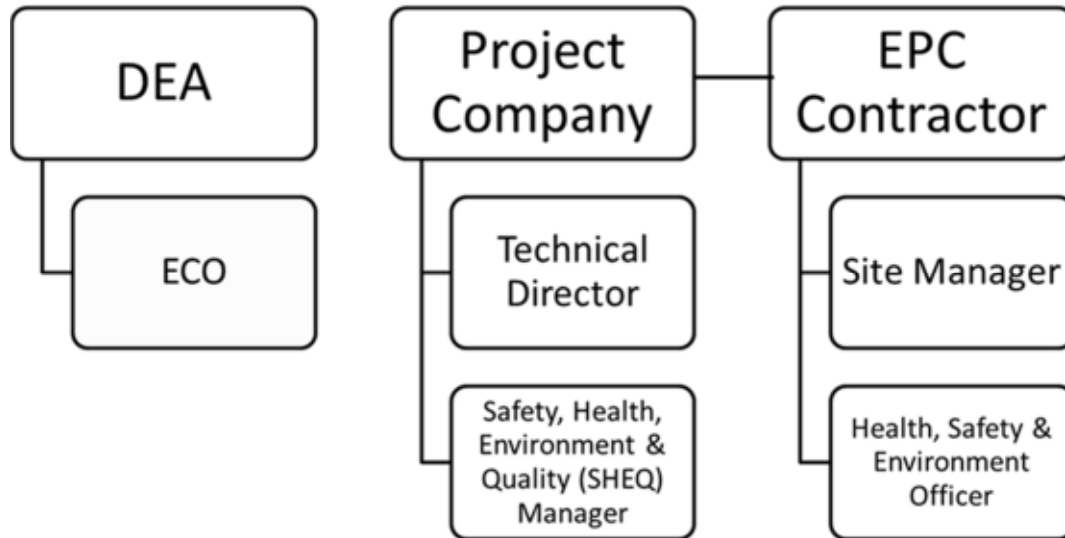 DEA
ECO
Project
Company
Technical
Director
Safety, Health,
Environment &
Quality (SHEQ)
Manager
EPC
Contractor
Site Manager
Health, Safety &
Environment
Officer